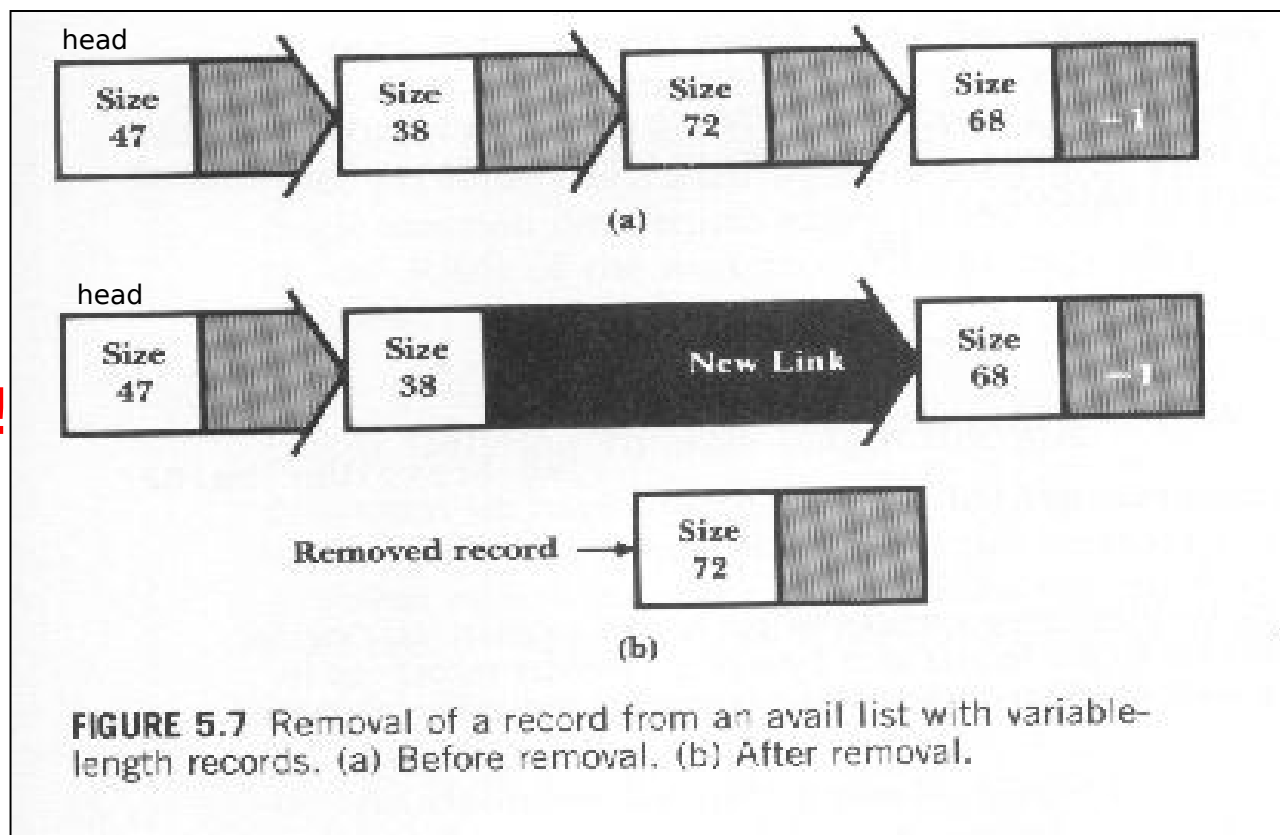 head
Size
47
Size
38
Size
72
Size
68
-1
(a)
head
Size
47
Size
38
New Link
Size
68
-1
!
Removed record
Size
72
(b)
FIGURE 5.7 Removal of a record from an avail list with variable-
length records. (a) Before removal. (b) After removal.